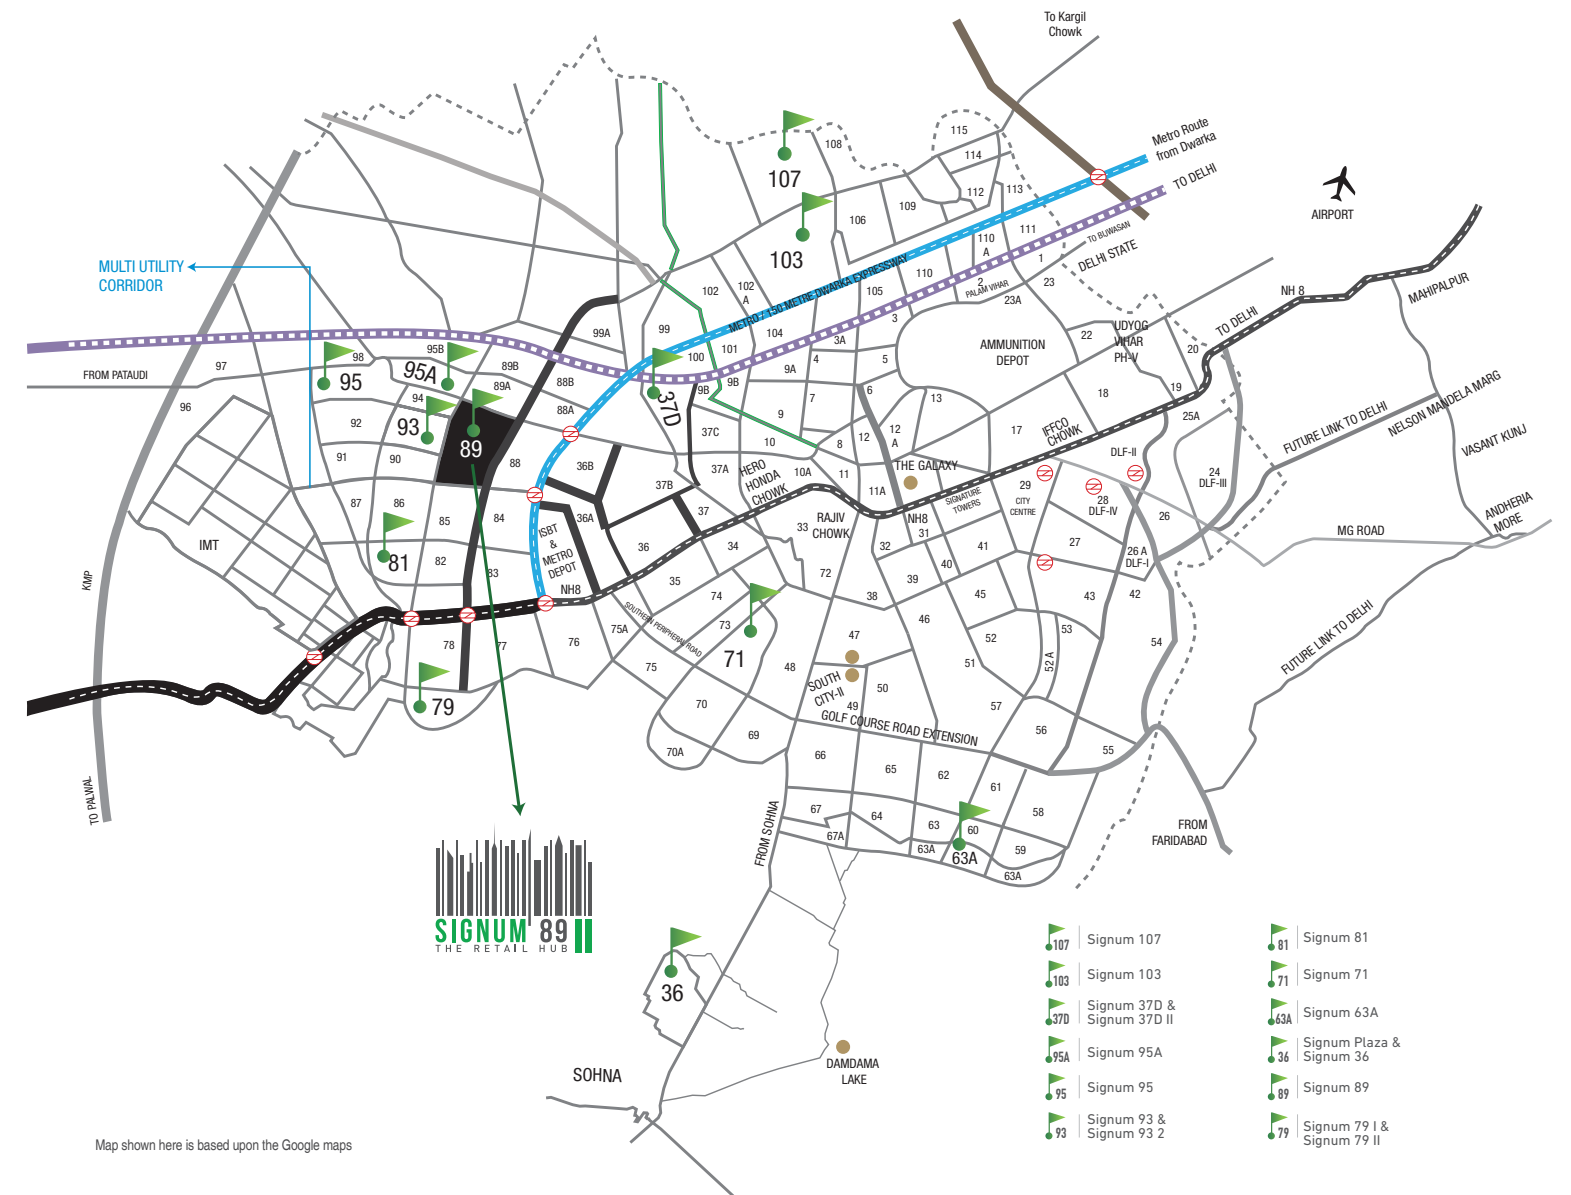 To Kargil
Chowk
Metro Route
from Dwarka
TO DELHI
AIRPORT
MULTI UTILITY
CORRIDOR
115
108
114
107
112
113
109
106
111
103
110
A
TO BIJWASAN
DELHI STATE
1
102
102
A
METRO / 150 METRE DWARKA EXPRESSWAY
105
110
2
PALAM VIHAR
23
23A
NH 8
MAHIPALPUR
TO DELHI
99A
99
104
3
3A
AMMUNITION
DEPOT
22
UDYOG
VIHAR
PH-V
20
FROM PATAUDI
97
98
95B
95
95A
89B
89A
88B
100
101
9B
9B
9A
4
5
37D
19
18
96
94
93
89
88A
92
91
90
88
36B
37C
9
7
6
13
12
8
12
A
10
17
IFFCO
CHOWK
25A
DLF-II
FUTURE LINK TO DELHI
NELSON MANDELA MARG
VASANT KUNJ
37A
HERO
HONDA
CHOWK
10A
11
11A
THE GALAXY
SIGNATURE
TOWERS
29
CITY
CENTRE
28
DLF-IV
24
DLF-III
26
ANDHERIA
MORE
MG ROAD
87
86
85
84
37B
37
36A
33
RAJIV
CHOWK
NH8
31
IMT
81
82
83
ISBT
&
METRO
DEPOT
NH8
36
34
35
32
41
40
39
27
26 A
DLF-I
KMP
72
38
45
43
42
74
73
71
SOUTHERN PERIPHERAL ROAD
75A
76
77
78
79
75
46
47
48
52
53
52 A
51
54
FUTURE LINK TO DELHI
SOUTH
CITY-II
50
49
GOLF COURSE ROAD EXTENSION
57
56
55
70
70A
69
66
65
62
61
58
TO PALWAL
67
67A
64
63
60
63A
63A
59
63A
FROM SOHNA
FROM
FARIDABAD
SIGNUM 89 II
THE RETAIL HUB
36
SOHNA
DAMDAMA
LAKE
107 Signum 107
103 Signum 103
37D Signum 37D &
Signum 37D II
95A Signum 95A
95 Signum 95
93 Signum 93 &
Signum 93 2
81 Signum 81
71 Signum 71
63A Signum 63A
36 Signum Plaza &
Signum 36
89 Signum 89
79 Signum 79 I &
Signum 79 II
Map shown here is based upon the Google maps